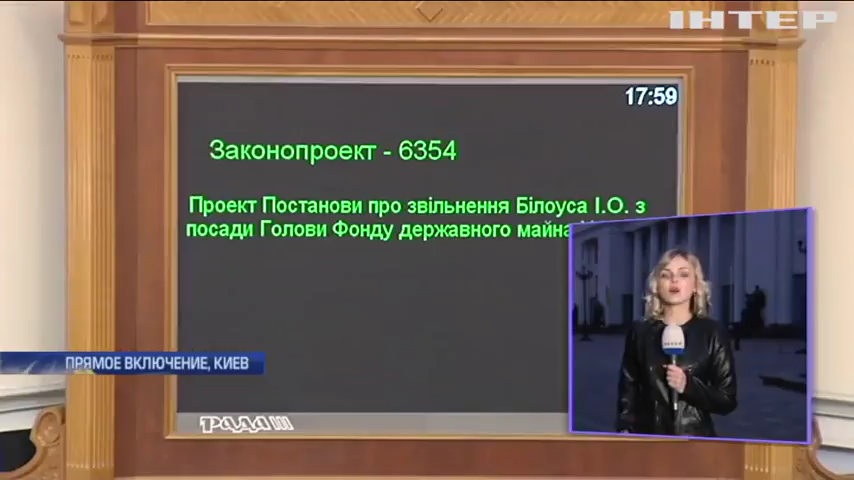 ІНТЕР
17:59
Законопроект - 6354
Проект Постанови про звільнення Білоуса І.О. з
посади Голови Фонду державного майна
ПРЯМОЕ ВКЛЮЧЕНИЕ, КИЕВ
РАДА III